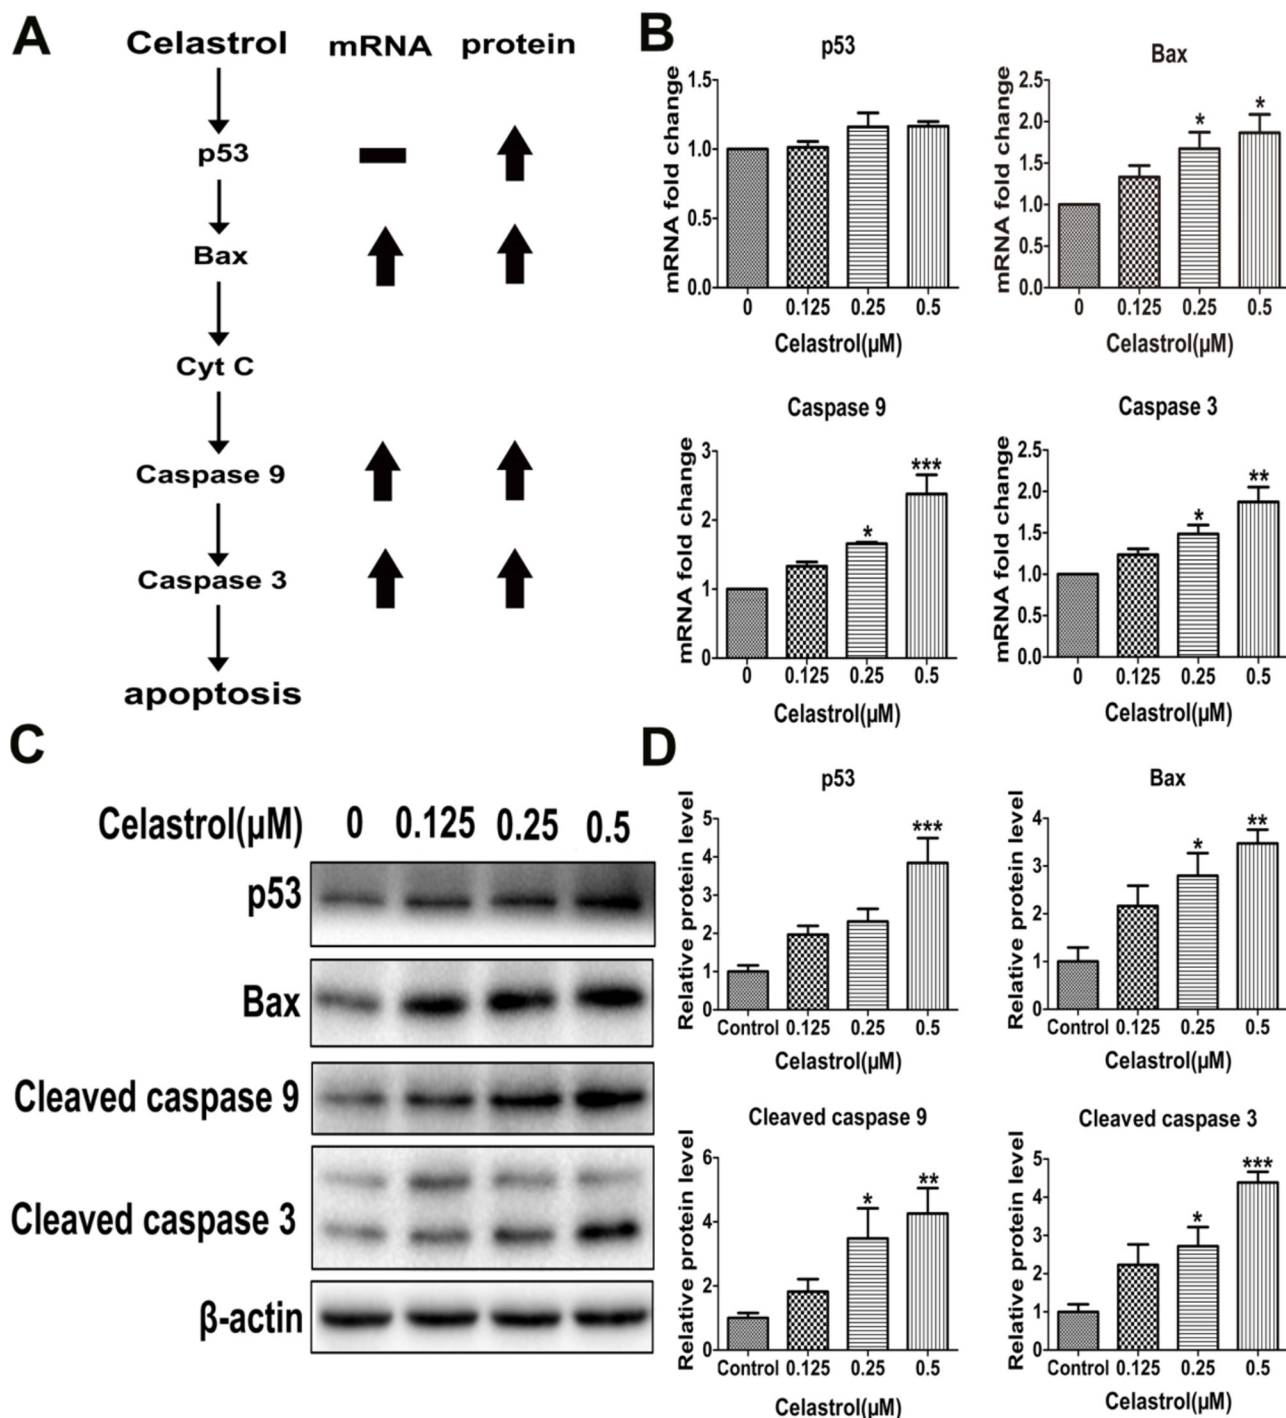 A
Celastrol mRNA protein
p53
Bax
Cyt C
Caspase 9
Caspase 3
apoptosis
B
p53
mRNA fold change
1.5
1.0
0.5
0.0
0 0.125 0.25 0.5
Celastrol(µM)
Bax
mRNA fold change
2.5
2.0
1.5
1.0
0.5
0.0
* *
0 0.125 0.25 0.5
Celastrol(µM)
Caspase 9
mRNA fold change
3
2
1
0
* ***
0 0.125 0.25 0.5
Celastrol(µM)
Caspase 3
mRNA fold change
2.5
2.0
1.5
1.0
0.5
0.0
* **
0 0.125 0.25 0.5
Celastrol(µM)
C
Celastrol(µM) 0 0.125 0.25 0.5
p53
Bax
Cleaved caspase 9
Cleaved caspase 3
β-actin
D
p53
Relative protein level
5
4
3
2
1
0
***
Control 0.125 0.25 0.5
Celastrol(µM)
Bax
Relative protein level
4
3
2
1
0
* **
Control 0.125 0.25 0.5
Celastrol(µM)
Cleaved caspase 9
Relative protein level
6
4
2
0
* **
Control 0.125 0.25 0.5
Celastrol(µM)
Cleaved caspase 3
Relative protein level
5
4
3
2
1
0
* ***
Control 0.125 0.25 0.5
Celastrol(µM)